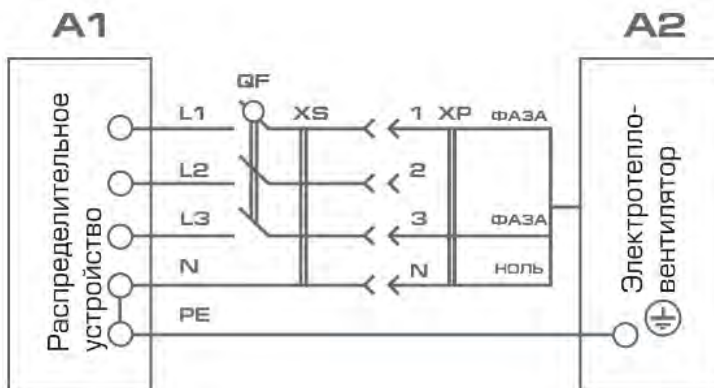 A1
A2
QF
L1
XS
1
XP
ФАЗА
L2
2
L3
3
ФАЗА
N
N
НОЛЬ
PE
Распределительное
устройство
Электротепло-
вентилятор